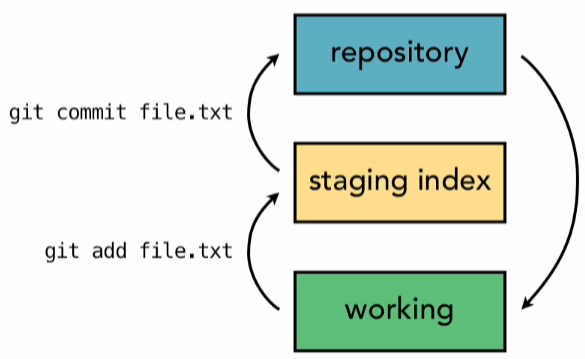 repository
git commit file.txt
staging index
git add file.txt
working